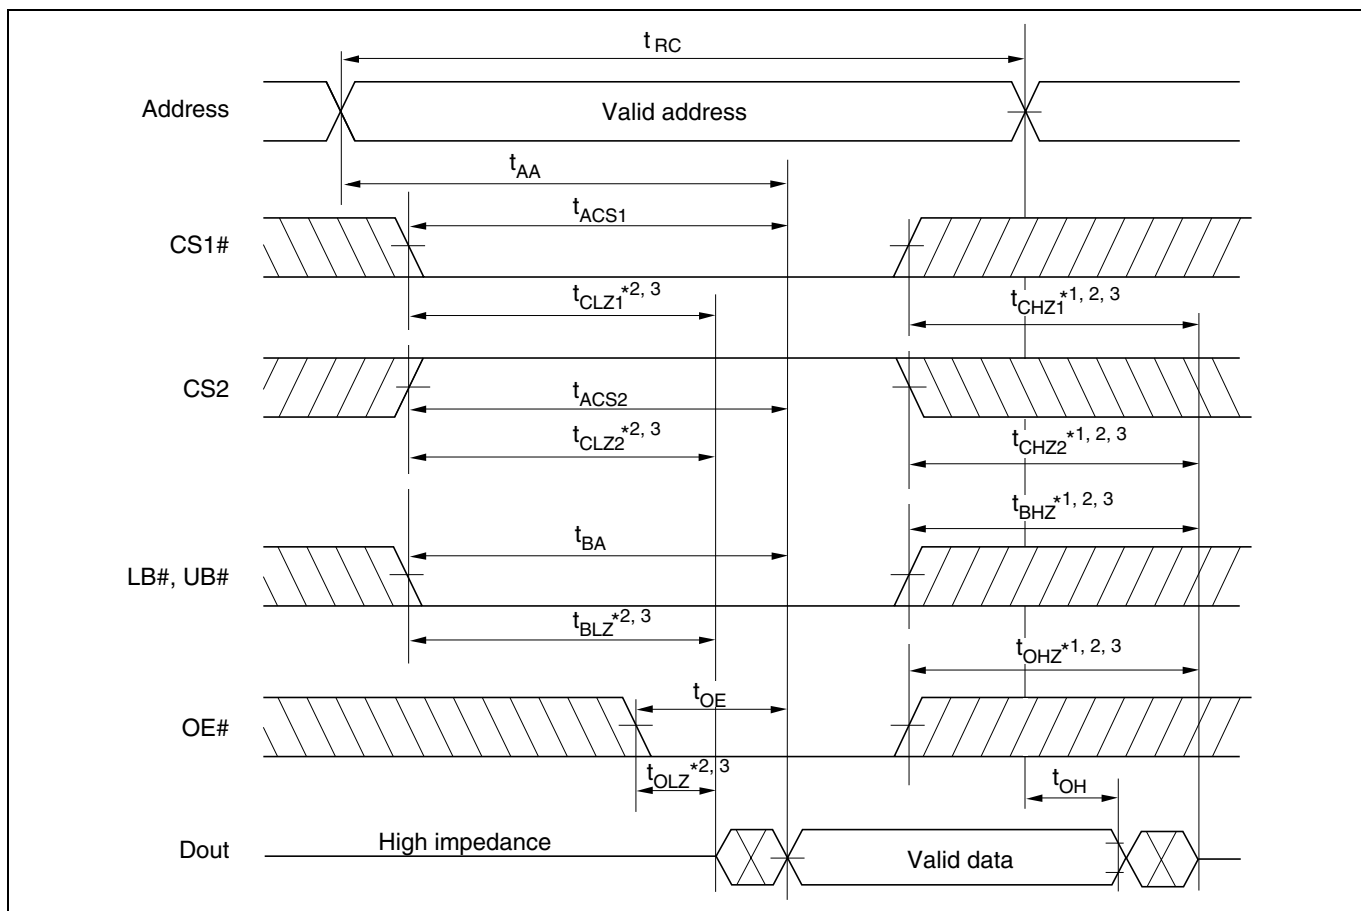 t RC
Address
Valid address
tAA
tACS1
CS1#
tCLZ1*2, 3
tCHZ1*1, 2, 3
CS2
tACS2
tCLZ2*2, 3
tCHZ2*1, 2, 3
tBHZ*1, 2, 3
tBA
LB#, UB#
tBLZ*2, 3
tOHZ*1, 2, 3
tOE
OE#
tOLZ*2, 3
tOH
Dout
High impedance
Valid data